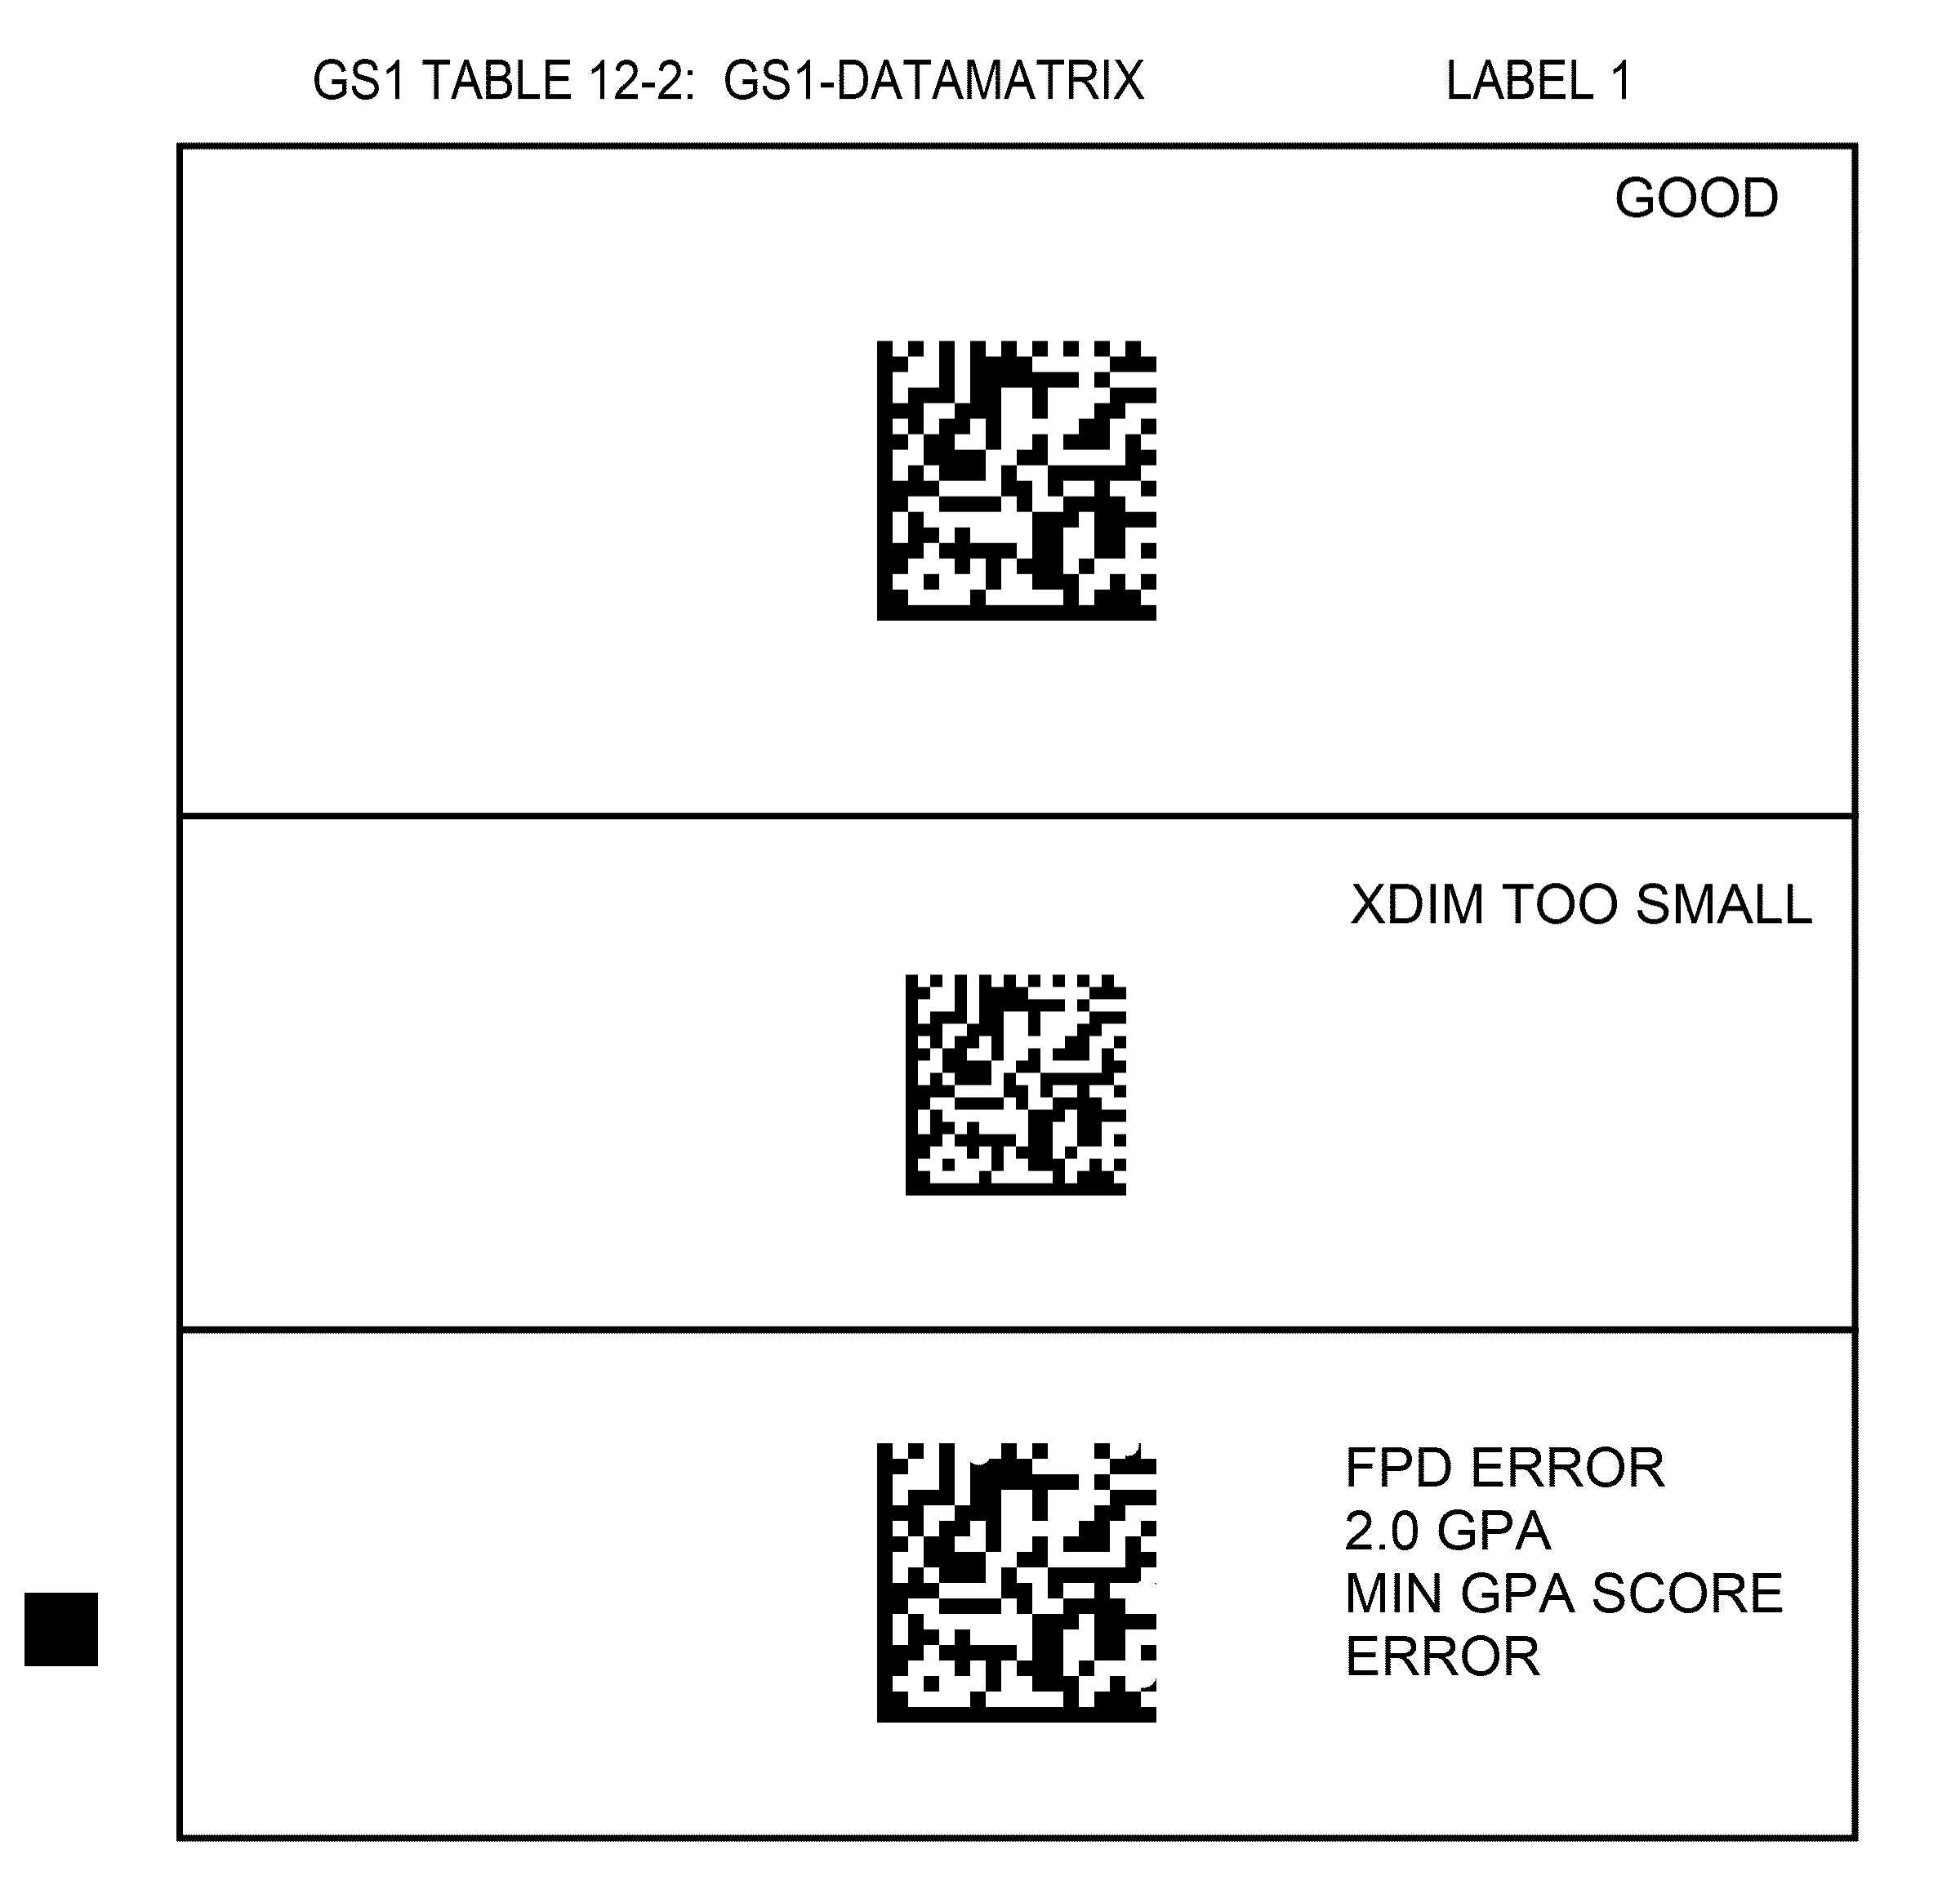 GS1 TABLE 12-2: GS1-DATAMATRIX LABEL 1
GOOD
XDIM TOO SMALL
FPD ERROR
2.0 GPA
MIN GPA SCORE
ERROR